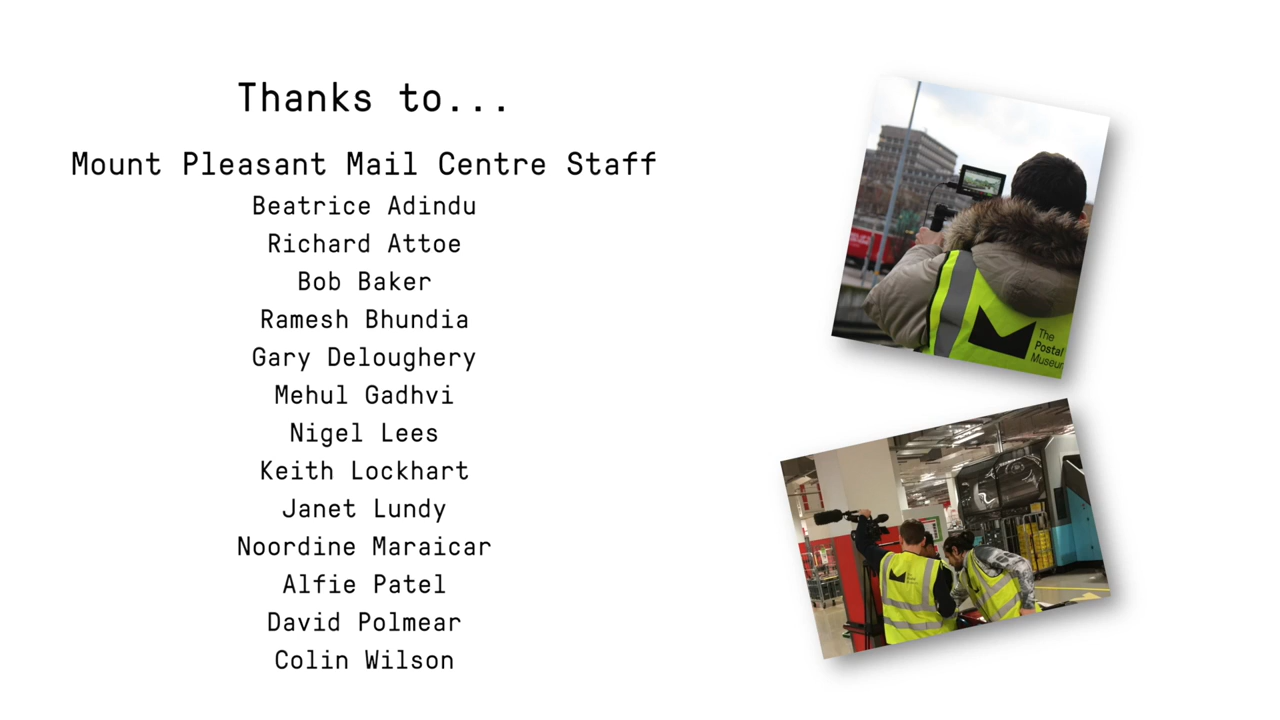 Thanks to...
Mount Pleasant Mail Centre Staff
Beatrice Adindu
Richard Attoe
Bob Baker
Ramesh Bhundia
Gary Deloughery
Mehul Gadhvi
Nigel Lees
Keith Lockhart
Janet Lundy
Noordine Maraicar
Alfie Patel
David Polmear
Colin Wilson
The
Postal
Museum